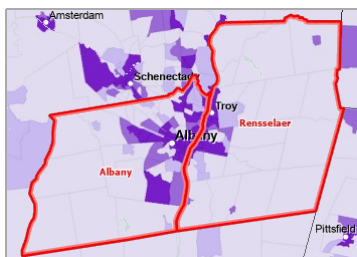 Amsterdam
Schenectady
Troy
Albany
Rensselaer
Albany
Pittsfield